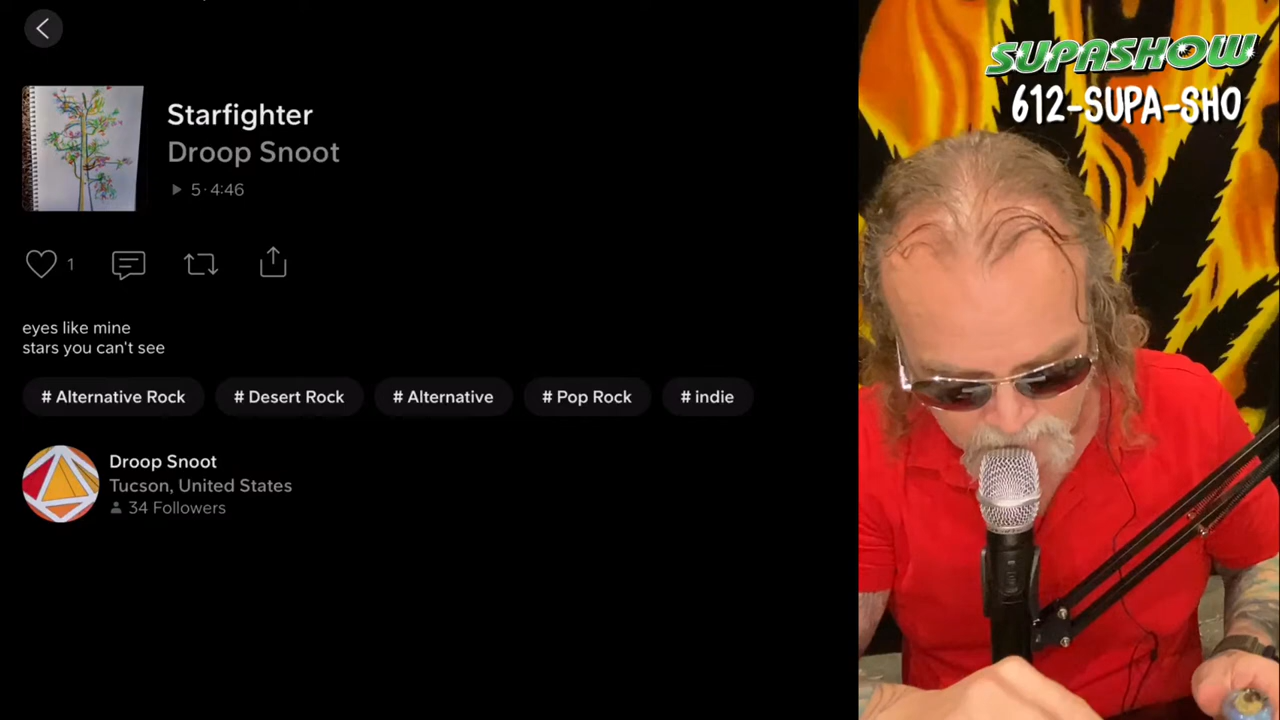 Starfighter
Droop Snoot
5 · 4:46
1
eyes like mine
stars you can't see
# Alternative Rock
# Desert Rock
# Alternative
# Pop Rock
# indie
Droop Snoot
Tucson, United States
34 Followers
SUPASHOW
612-SUPA-SHO